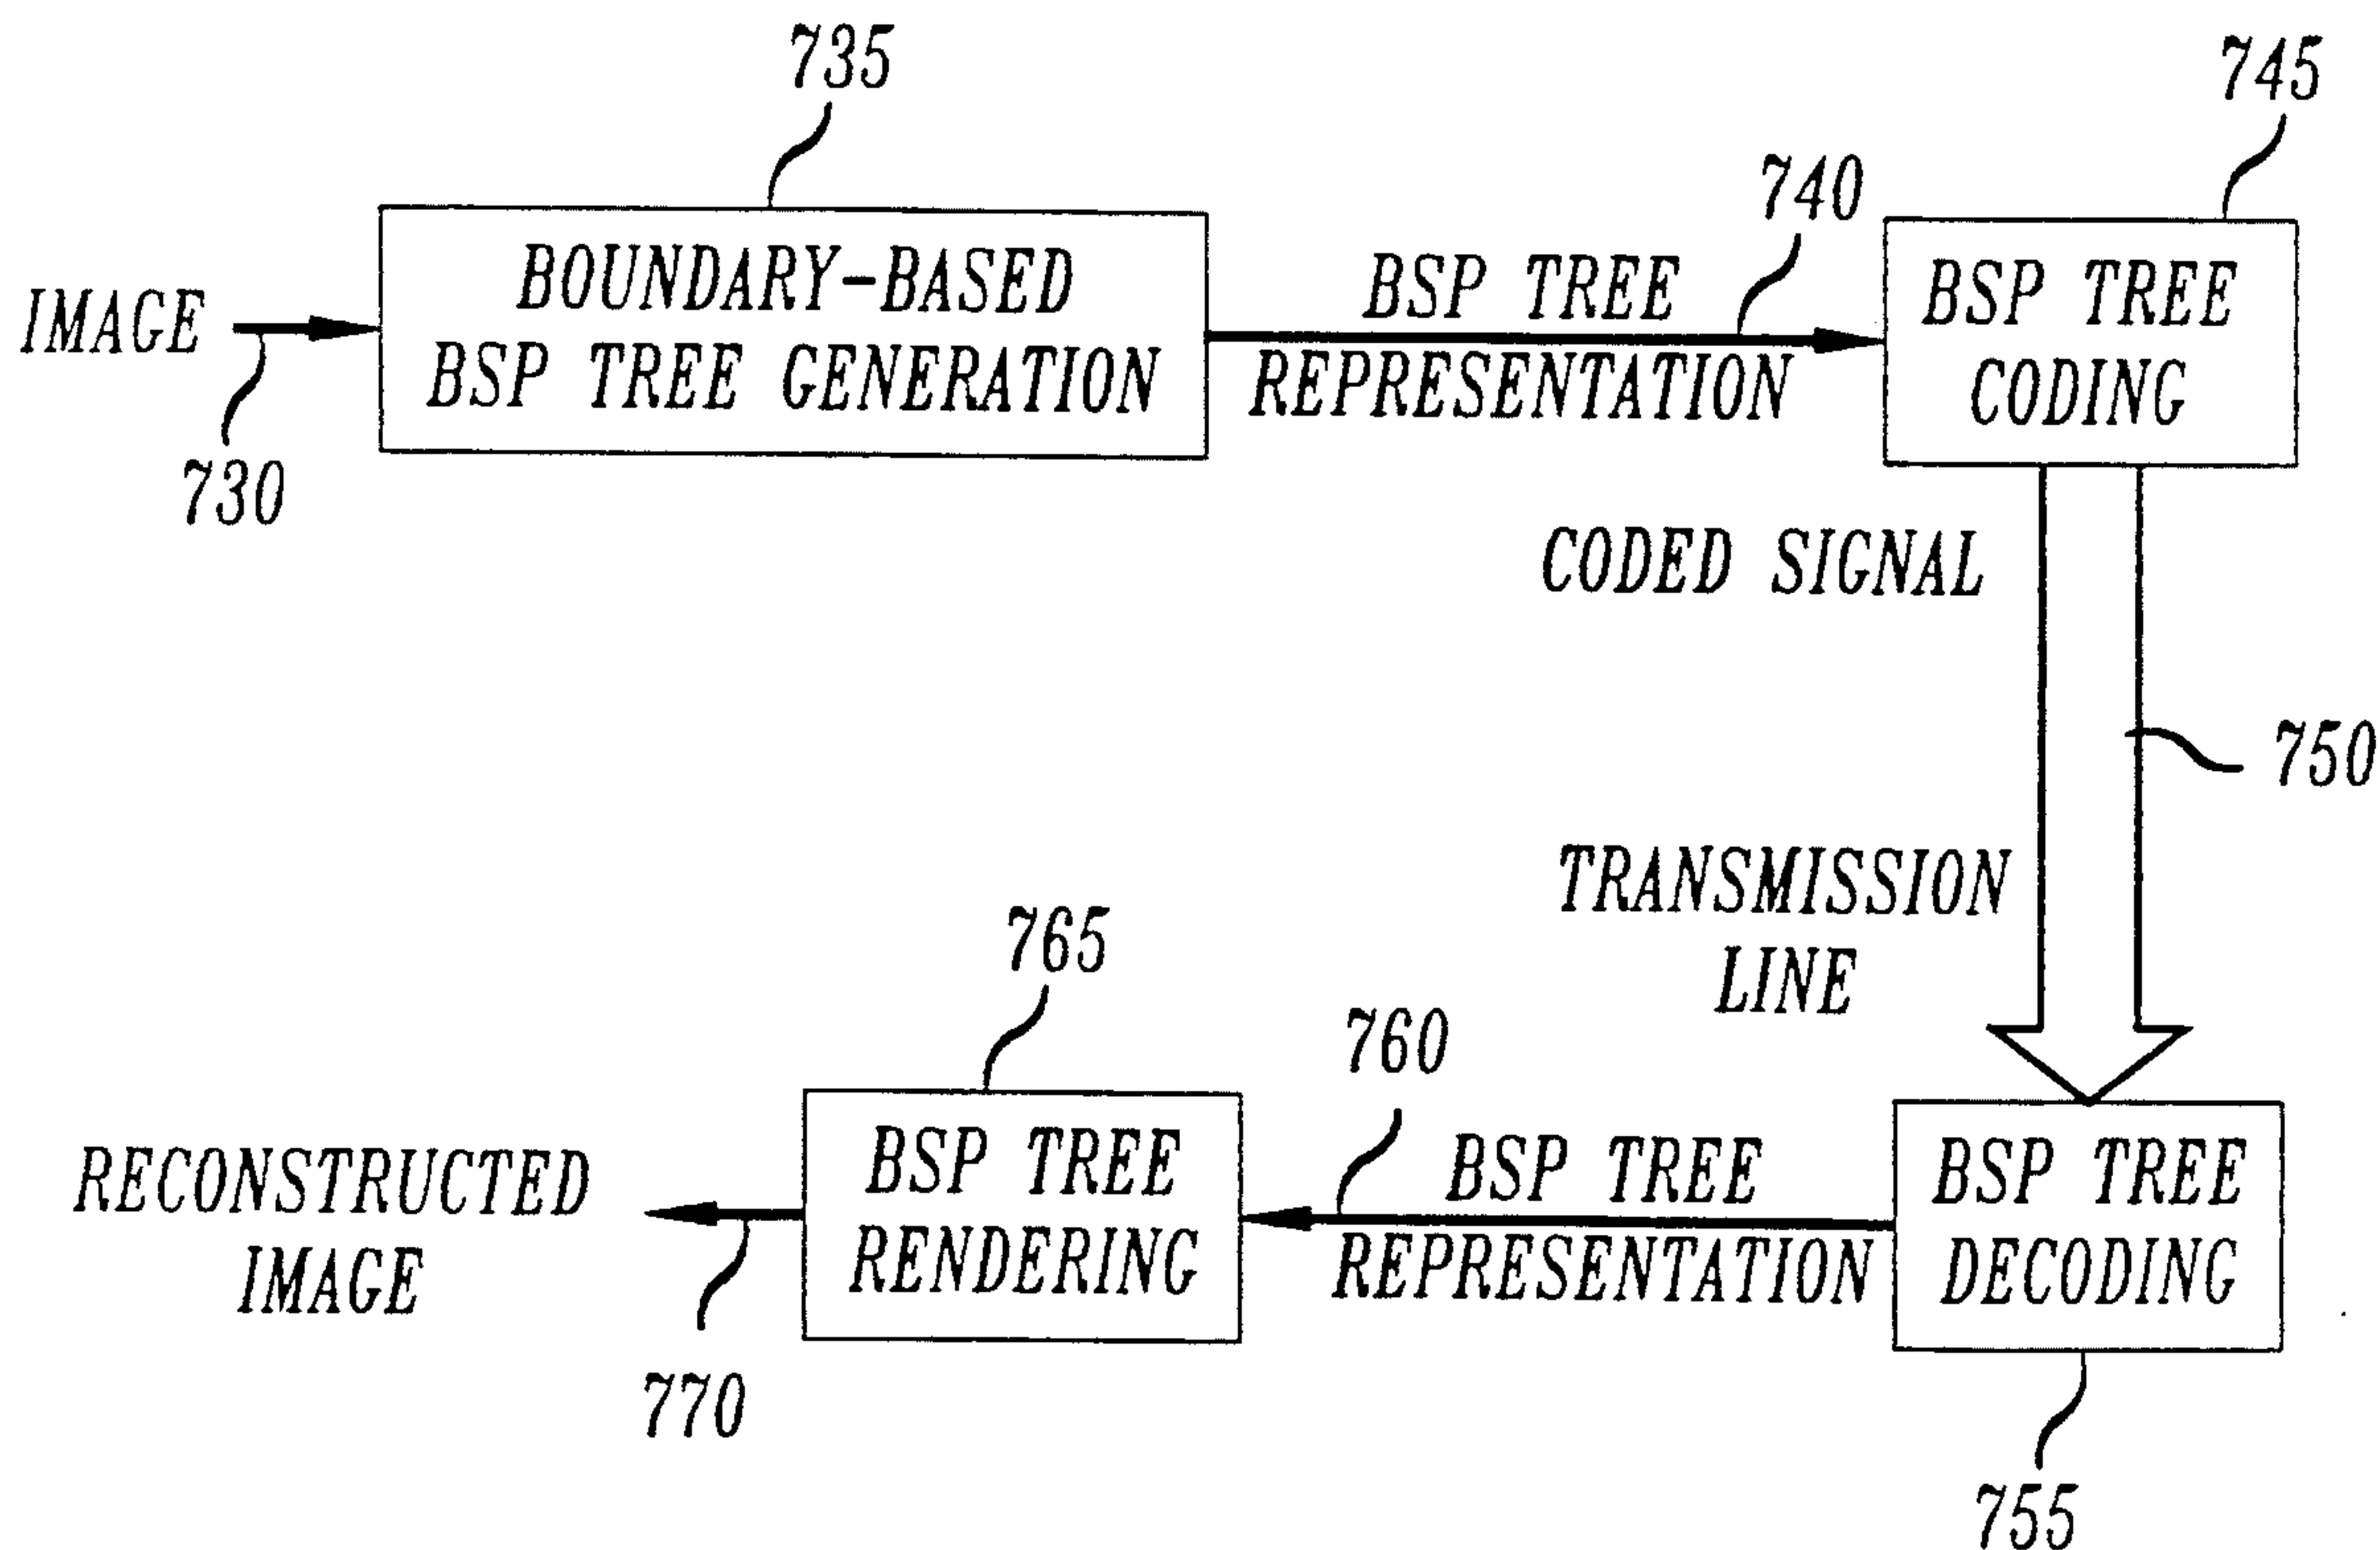 735
745
740
IMAGE
BOUNDARY-BASED
BSP TREE GENERATION
BSP TREE
REPRESENTATION
BSP TREE
CODING
730
CODED SIGNAL
750
TRANSMISSION
LINE
765
760
RECONSTRUCTED
IMAGE
BSP TREE
RENDERING
BSP TREE
REPRESENTATION
BSP TREE
DECODING
770
755